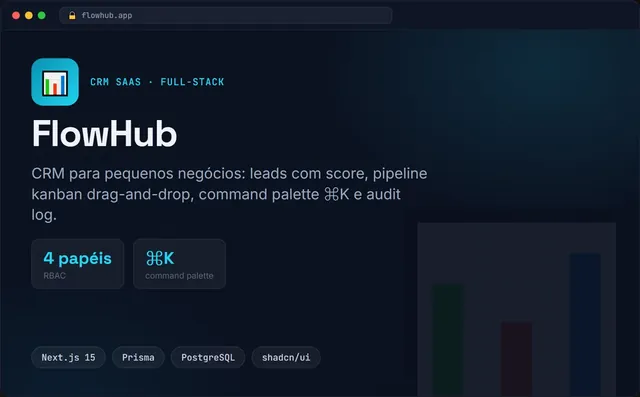 flowhub.app
CRM SAAS · FULL-STACK
FlowHub
CRM para pequenos negócios: leads com score, pipeline
kanban drag-and-drop, command palette ⌘K e audit
log.
4 papéis
RBAC
⌘K
command palette
Next.js 15
Prisma
PostgreSQL
shadcn/ui